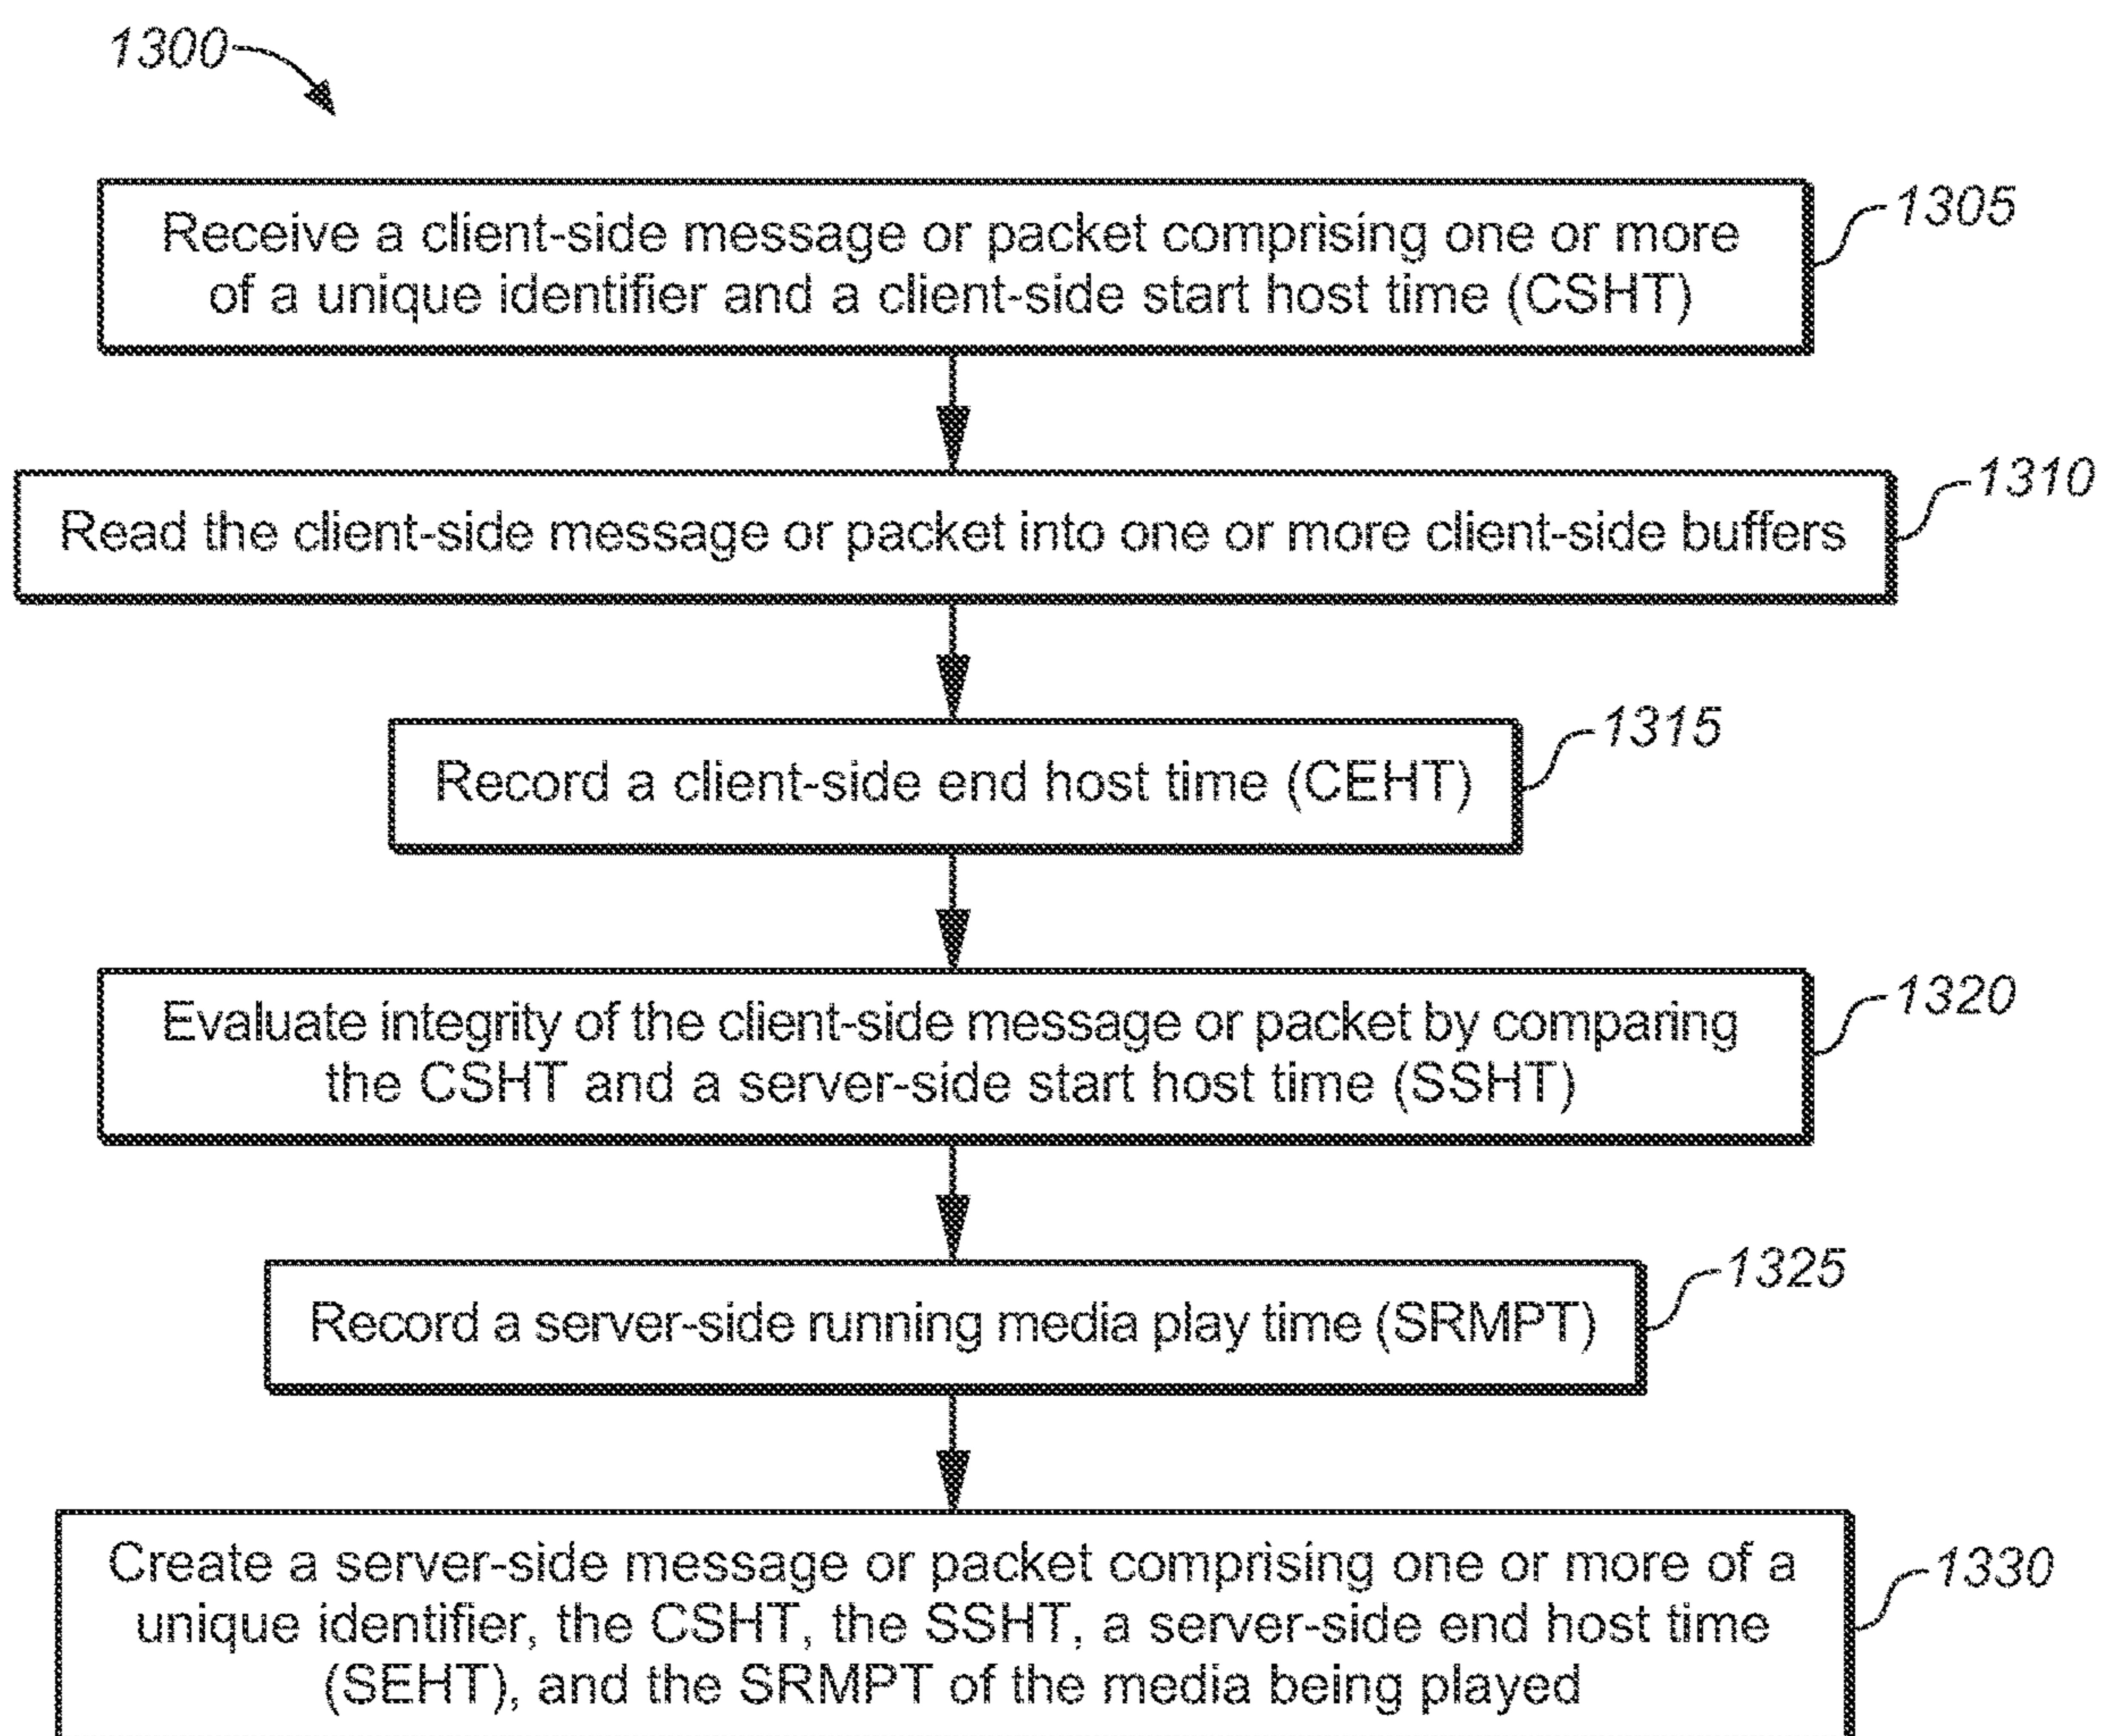 1300
Receive a client-side message or packet comprising one or more
of a unique identifier and a client-side start host time (CSHT)
1305
Read the client-side message or packet into one or more client-side buffers
1310
Record a client-side end host time (CEHT)
1315
Evaluate integrity of the client-side message or packet by comparing
the CSHT and a server-side start host time (SSHT)
1320
Record a server-side running media play time (SRMPT)
1325
Create a server-side message or packet comprising one or more of a
unique identifier, the CSHT, the SSHT, a server-side end host time
(SEHT), and the SRMPT of the media being played
1330